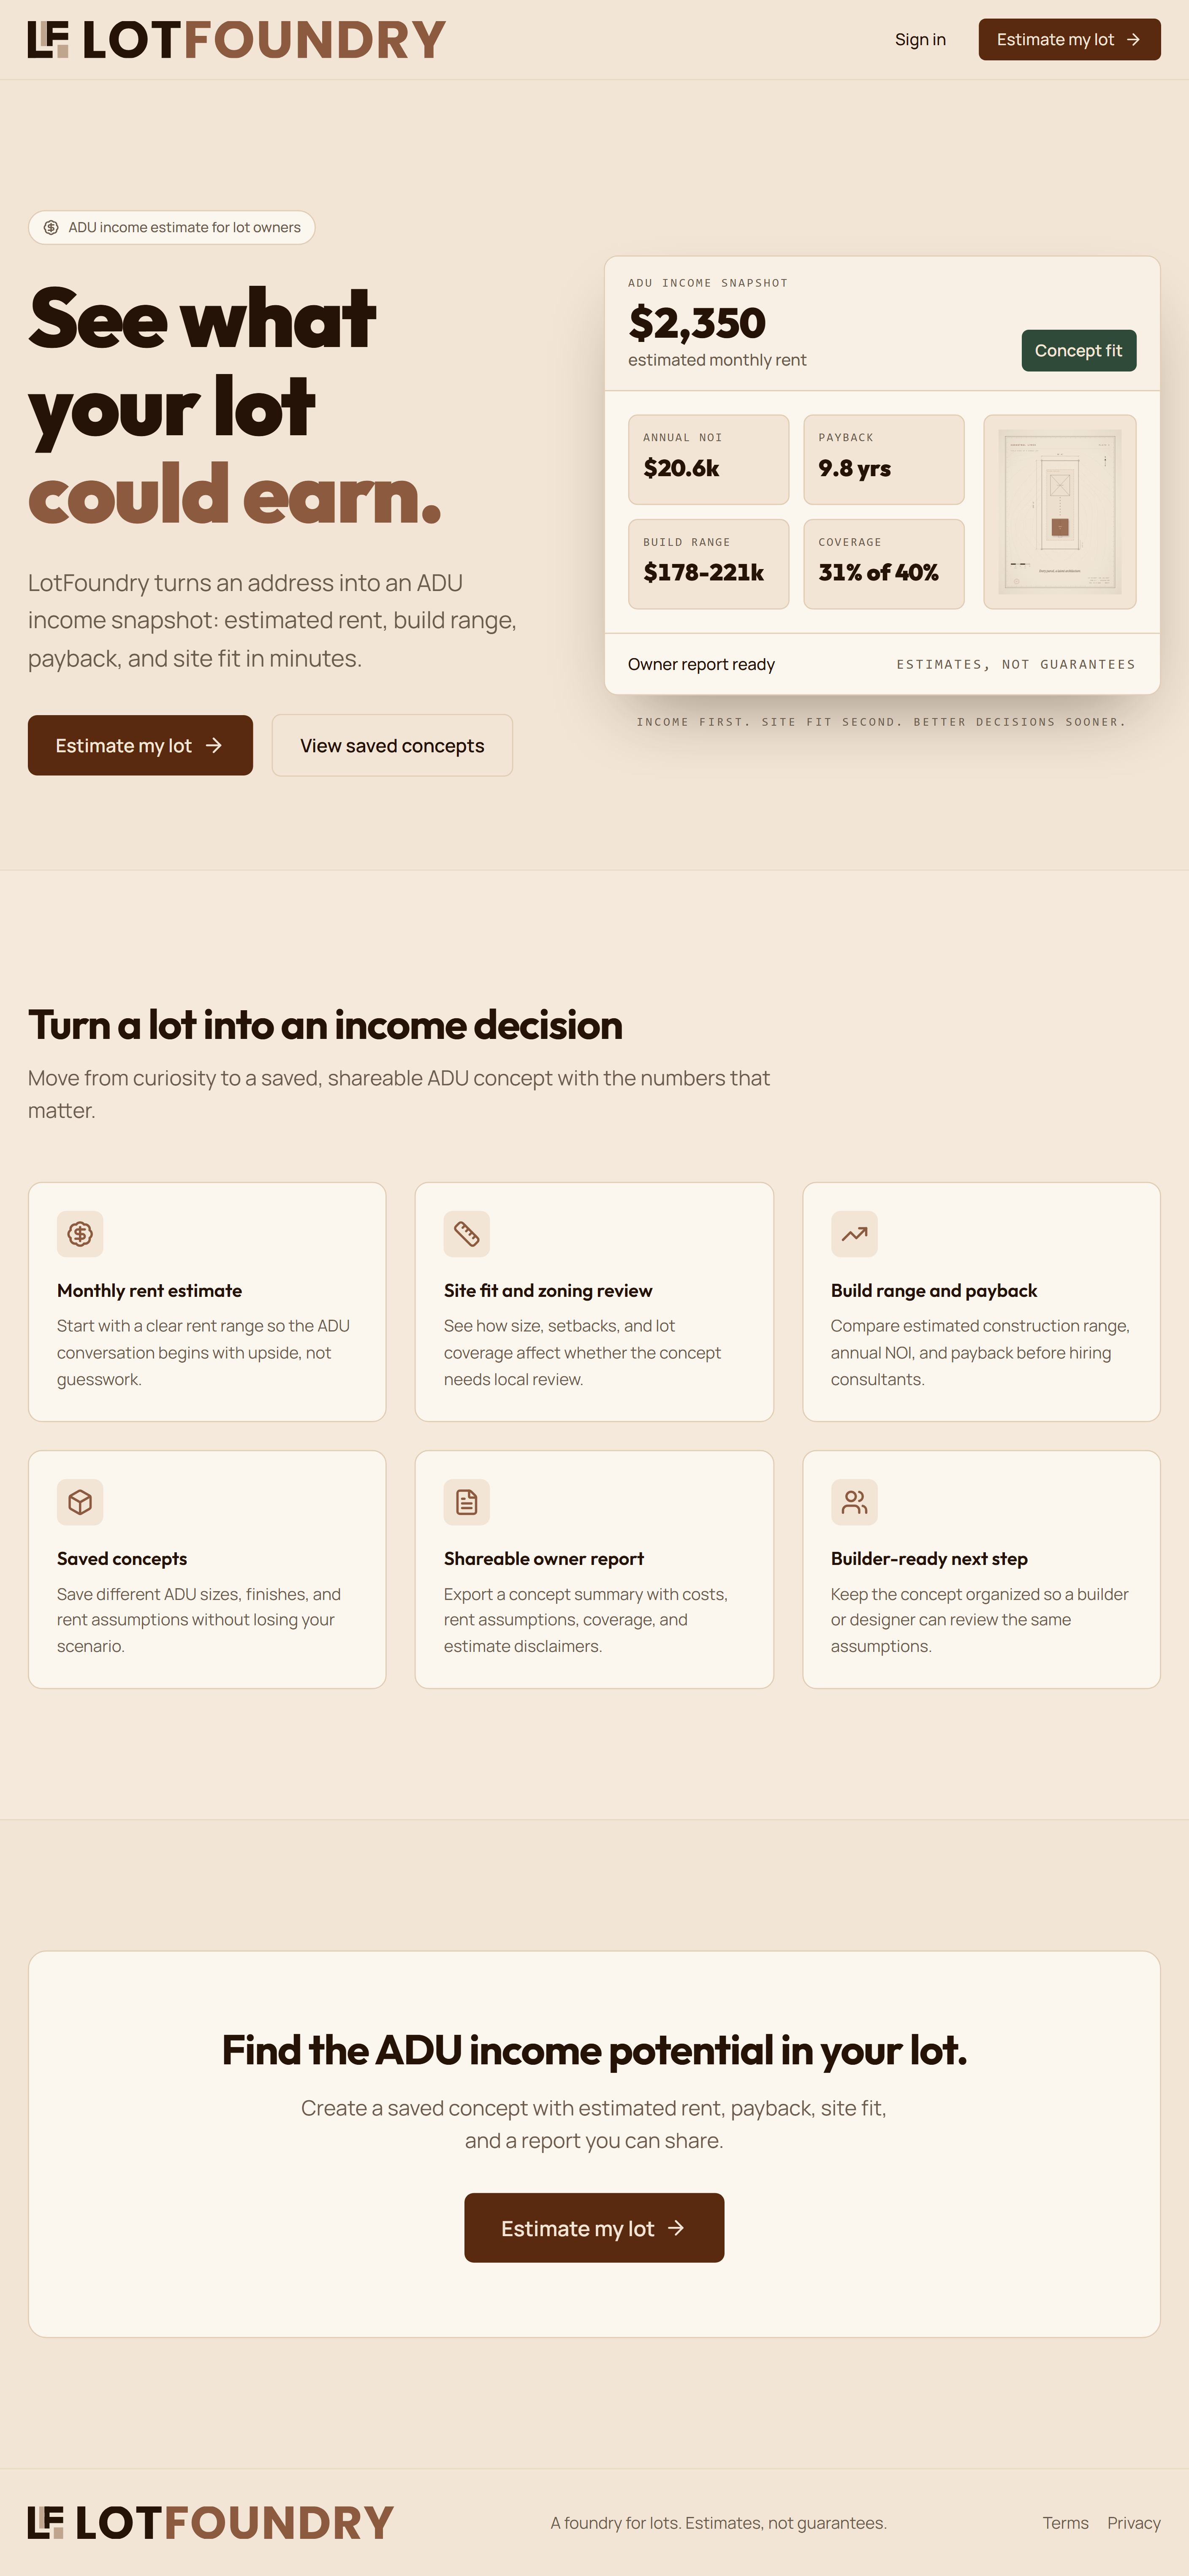 LOTFOUNDRY
Sign in
Estimate my lot
ADU income estimate for lot owners
See what
your lot
could earn.
LotFoundry turns an address into an ADU
income snapshot: estimated rent, build range,
payback, and site fit in minutes.
Estimate my lot
View saved concepts
ADU INCOME SNAPSHOT
$2,350
estimated monthly rent
Concept fit
ANNUAL NOI
$20.6k
PAYBACK
9.8 yrs
BUILD RANGE
$178-221k
COVERAGE
31% of 40%
Owner report ready
ESTIMATES, NOT GUARANTEES
INCOME FIRST. SITE FIT SECOND. BETTER DECISIONS SOONER.
Turn a lot into an income decision
Move from curiosity to a saved, shareable ADU concept with the numbers that
matter.
Monthly rent estimate
Start with a clear rent range so the ADU
conversation begins with upside, not
guesswork.
Site fit and zoning review
See how size, setbacks, and lot
coverage affect whether the concept
needs local review.
Build range and payback
Compare estimated construction range,
annual NOI, and payback before hiring
consultants.
Saved concepts
Save different ADU sizes, finishes, and
rent assumptions without losing your
scenario.
Shareable owner report
Export a concept summary with costs,
rent assumptions, coverage, and
estimate disclaimers.
Builder-ready next step
Keep the concept organized so a builder
or designer can review the same
assumptions.
Find the ADU income potential in your lot.
Create a saved concept with estimated rent, payback, site fit,
and a report you can share.
Estimate my lot
LOTFOUNDRY
A foundry for lots. Estimates, not guarantees.
Terms
Privacy